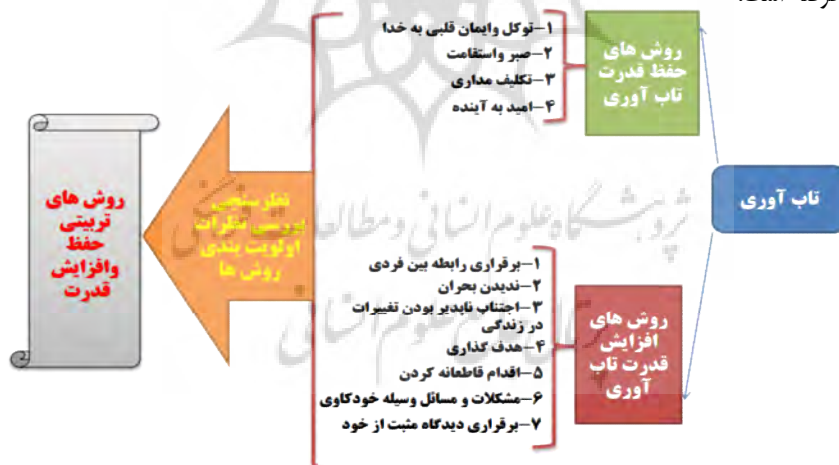 تاب آوری
روش های
حفظ قدرت
تاب آوری
۱-توکل وایمان قلبی به خدا
۲-صبر واستقامت
۳-تکلیف مداری
۴-امید به آینده
روش های
افزایش
قدرت تاب
آوری
۱-برقراری رابطه بین فردی
۲-ندیدن بحران
۳-اجتناب ناپذیر بودن تغییرات
در زندگی
۴-هدف گذاری
۵-اقدام قاطعانه کردن
۶-مشکلات و مسائل وسیله خودکاوی
۷-برقراری دیدگاه مثبت از خود
نظرسنجی
بررسی نظرات
اولویت بندی
روش ها
روش های
تربیتی
حفظ
وافزایش
قدرت
پژوهشگاه علوم انسانی و مطالعات فرهنگی